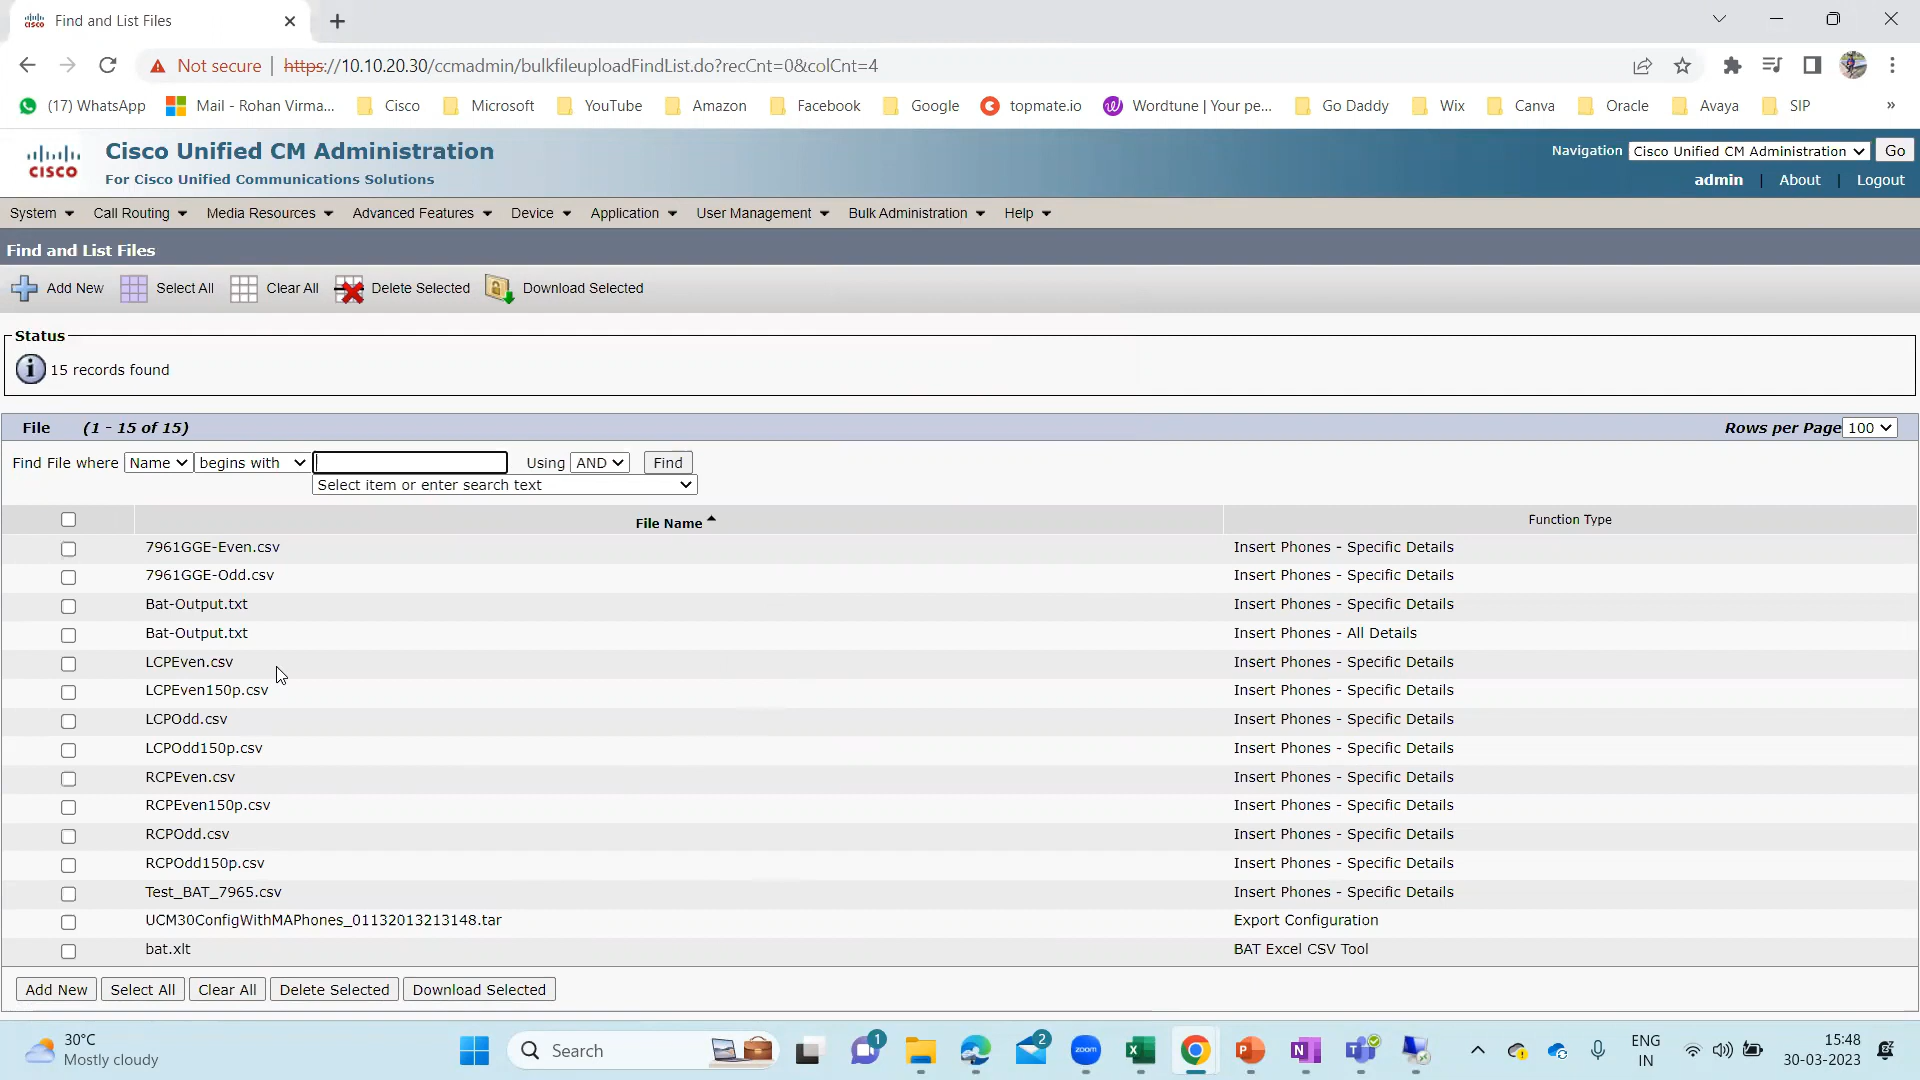 Find and List Files
Not secure | https://10.10.20.30/ccmadmin/bulkfileuploadFindList.do?recCnt=0&colCnt=4
(17) WhatsApp Mail - Rohan Virma... Cisco Microsoft YouTube Amazon Facebook Google topmate.io Wordtune | Your pe... Go Daddy Wix Canva Oracle Avaya SIP »
CISCO
Cisco Unified CM Administration
For Cisco Unified Communications Solutions
Navigation Cisco Unified CM Administration Go
admin | About | Logout
System Call Routing Media Resources Advanced Features Device Application User Management Bulk Administration Help
Find and List Files
Add New Select All Clear All Delete Selected Download Selected
Status
15 records found
File (1 - 15 of 15) Rows per Page 100
Find File where Name begins with Using AND Find
Select item or enter search text
File Name Function Type
7961GGE-Even.csv Insert Phones - Specific Details
7961GGE-Odd.csv Insert Phones - Specific Details
Bat-Output.txt Insert Phones - Specific Details
Bat-Output.txt Insert Phones - All Details
LCPEven.csv Insert Phones - Specific Details
LCPEven150p.csv Insert Phones - Specific Details
LCPOdd.csv Insert Phones - Specific Details
LCPOdd150p.csv Insert Phones - Specific Details
RCPEven.csv Insert Phones - Specific Details
RCPEven150p.csv Insert Phones - Specific Details
RCPOdd.csv Insert Phones - Specific Details
RCPOdd150p.csv Insert Phones - Specific Details
Test_BAT_7965.csv Insert Phones - Specific Details
UCM30ConfigWithMAPhones_01132013213148.tar Export Configuration
bat.xlt BAT Excel CSV Tool
Add New Select All Clear All Delete Selected Download Selected
30°C
Mostly cloudy
Search
1
2
zoom
ENG
IN
15:48
30-03-2023